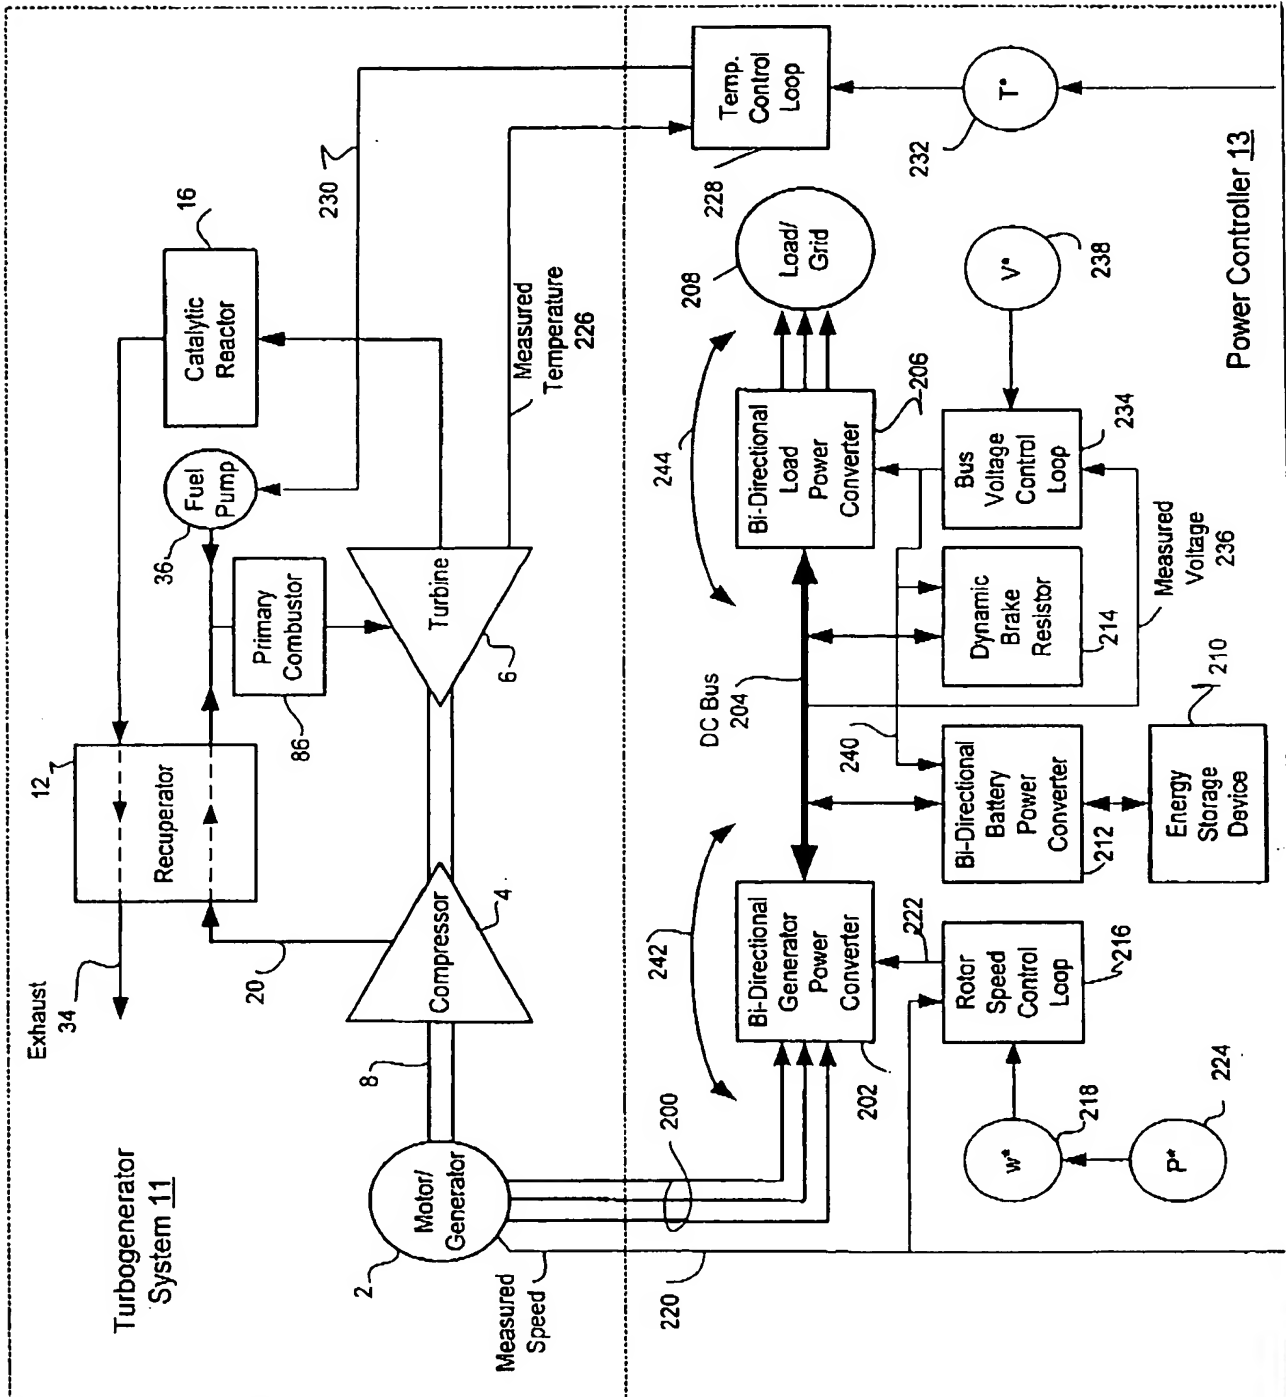 Turbogenerator
System 11
Exhaust
34
12
Recuperator
20
86
Primary
Combustor
36
Fuel
Pump
Catalytic
Reactor
16
230
2
Motor/
Generator
8
Compressor
4
Turbine
6
Measured
Temperature
226
Measured
Speed
220
200
242
244
Bi-Directional
Generator
Power
Converter
202
222
DC Bus
204
Bi-Directional
Load
Power
Converter
206
208
Load/
Grid
Temp.
Control
Loop
228
232
T*
W*
218
P*
224
Rotor
Speed
Control
Loop
216
Bi-Directional
Battery
Power
Converter
212
240
Energy
Storage
Device
210
Dynamic
Brake
Resistor
214
Bus
Voltage
Control
Loop
234
Measured
Voltage
236
V*
238
Power Controller 13